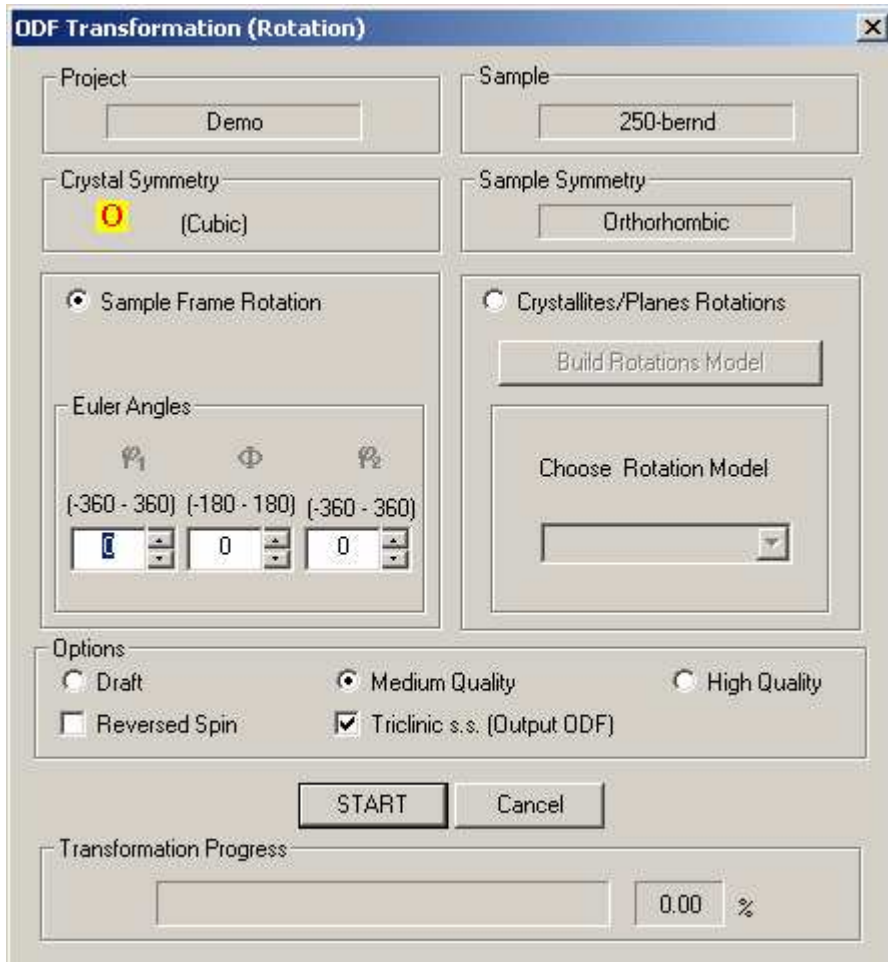 ODF Transformation (Rotation)
Project
Demo
Sample
250-bernd
Crystal Symmetry
O (Cubic)
Sample Symmetry
Orthorhombic
Sample Frame Rotation
Euler Angles
φ1 Φ φ2
(-360 - 360) (-180 - 180) (-360 - 360)
0 0 0
Crystallites/Planes Rotations
Build Rotations Model
Choose Rotation Model
Options
Draft Medium Quality High Quality
Reversed Spin Triclinic s.s. (Output ODF)
START Cancel
Transformation Progress
0.00 %